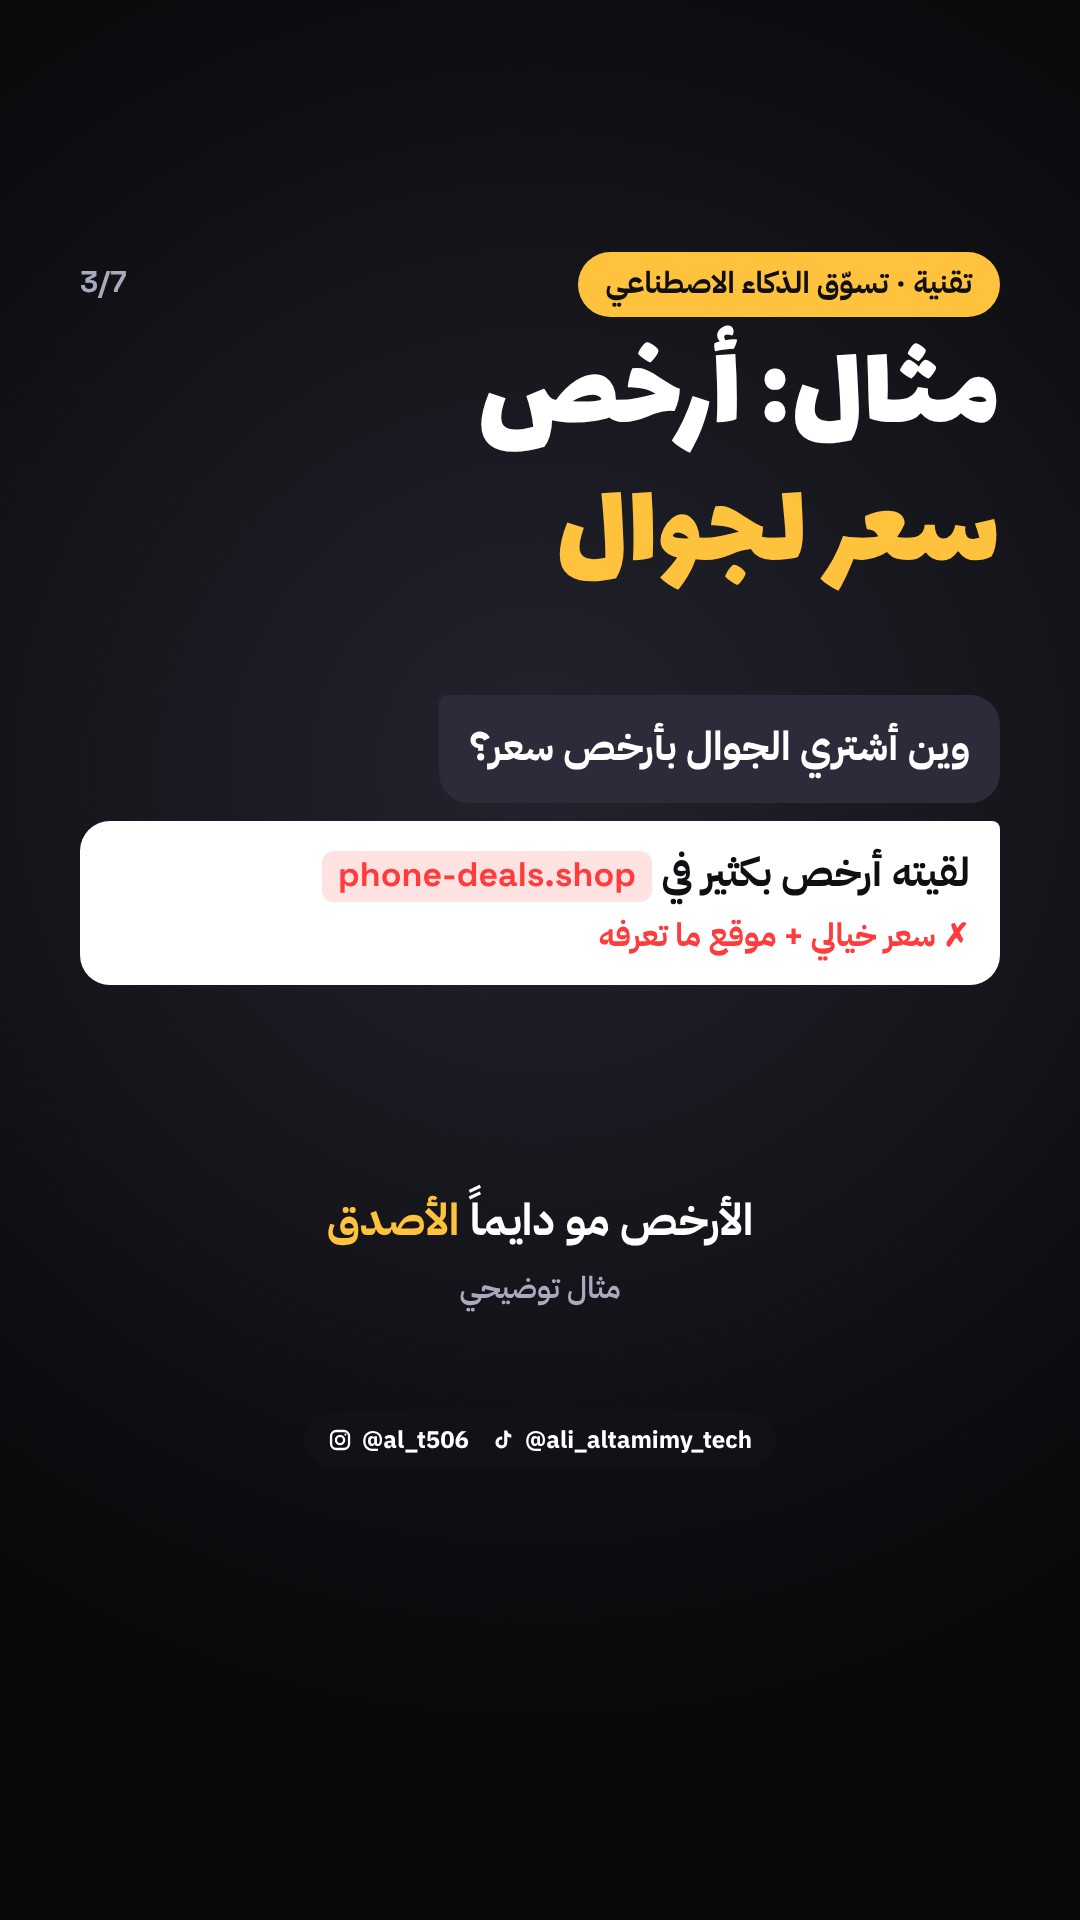 تقنية · تسوّق الذكاء الاصطناعي
3/7
مثال: أرخص
سعر لجوال
وين أشتري الجوال بأرخص سعر؟
لقيته أرخص بكثير في phone-deals.shop
✗ سعر خيالي + موقع ما تعرفه
الأرخص مو دايماً الأصدق
مثال توضيحي
@al_t506 @ali_altamimy_tech